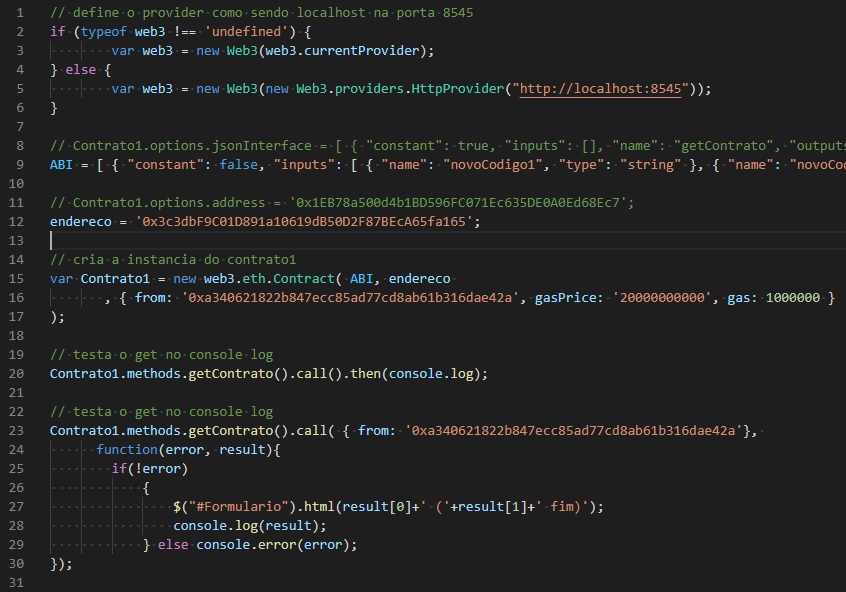 1 // define o provider como sendo localhost na porta 8545
2 if (typeof web3 !== 'undefined') {
3 var web3 = new Web3(web3.currentProvider);
4 } else {
5 var web3 = new Web3(new Web3.providers.HttpProvider("http://localhost:8545"));
6 }
7
8 // Contrato1.options.jsonInterface = [ { "constant": true, "inputs": [], "name": "getContrato", "outputs
9 ABI = [ { "constant": false, "inputs": [ { "name": "novoCodigo1", "type": "string" }, { "name": "novoCo
10
11 // Contrato1.options.address = '0x1EB78a500d4b1BD596FC071Ec635DE0A0Ed68Ec7';
12 endereco = '0x3c3dbF9C01D891a10619dB50D2F87BEcA65fa165';
13
14 // cria a instancia do contrato1
15 var Contrato1 = new web3.eth.Contract( ABI, endereco
16 , { from: '0xa340621822b847ecc85ad77cd8ab61b316dae42a', gasPrice: '20000000000', gas: 1000000 }
17 );
18
19 // testa o get no console log
20 Contrato1.methods.getContrato().call().then(console.log);
21
22 // testa o get no console log
23 Contrato1.methods.getContrato().call( { from: '0xa340621822b847ecc85ad77cd8ab61b316dae42a'},
24 function(error, result){
25 if(!error)
26 {
27 $("#Formulario").html(result[0]+' ('+result[1]+' fim)');
28 console.log(result);
29 } else console.error(error);
30 });
31